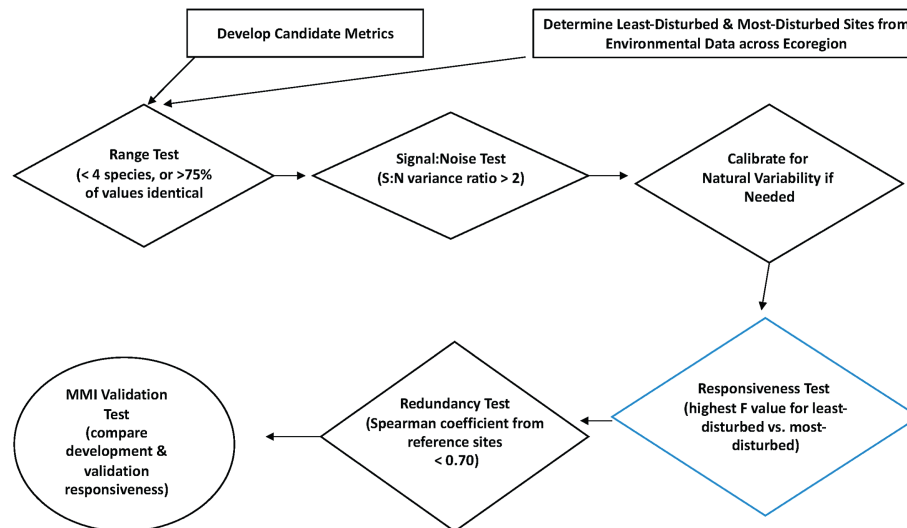 Develop Candidate Metrics
Determine Least-Disturbed & Most-Disturbed Sites from
Environmental Data across Ecoregion
Range Test
(< 4 species, or >75%
of values identical
Signal:Noise Test
(S:N variance ratio > 2)
Calibrate for
Natural Variability if
Needed
MMI Validation
Test
(compare
development &
validation
responsiveness)
Redundancy Test
(Spearman coefficient from
reference sites
< 0.70)
Responsiveness Test
(highest F value for least-
disturbed vs. most-
disturbed)